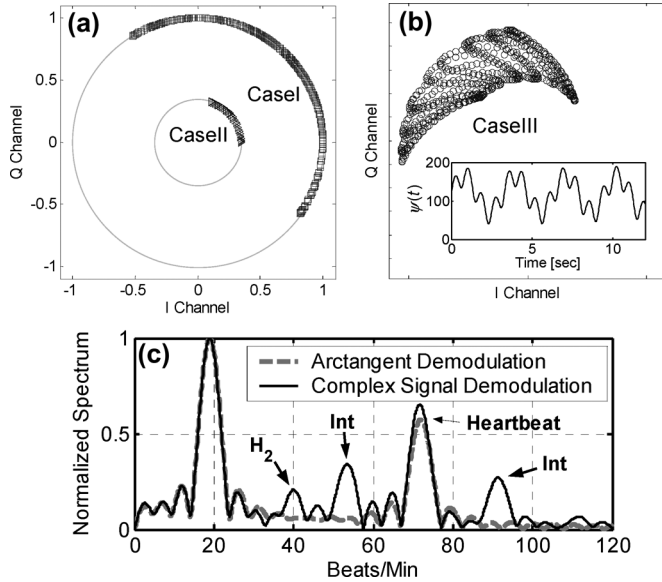 (a)
1
0.5
0
-0.5
-1
Q Channel
CaseI
CaseII
-1
-0.5
0
0.5
1
I Channel
(b)
Q Channel
CaseIII
200
100
0
ψ(t)
0
5
10
Time [sec]
I Channel
(c)
1
0.5
0
Normalized Spectrum
Arctangent Demodulation
Complex Signal Demodulation
H2
Int
Heartbeat
Int
0
20
40
60
80
100
120
Beats/Min